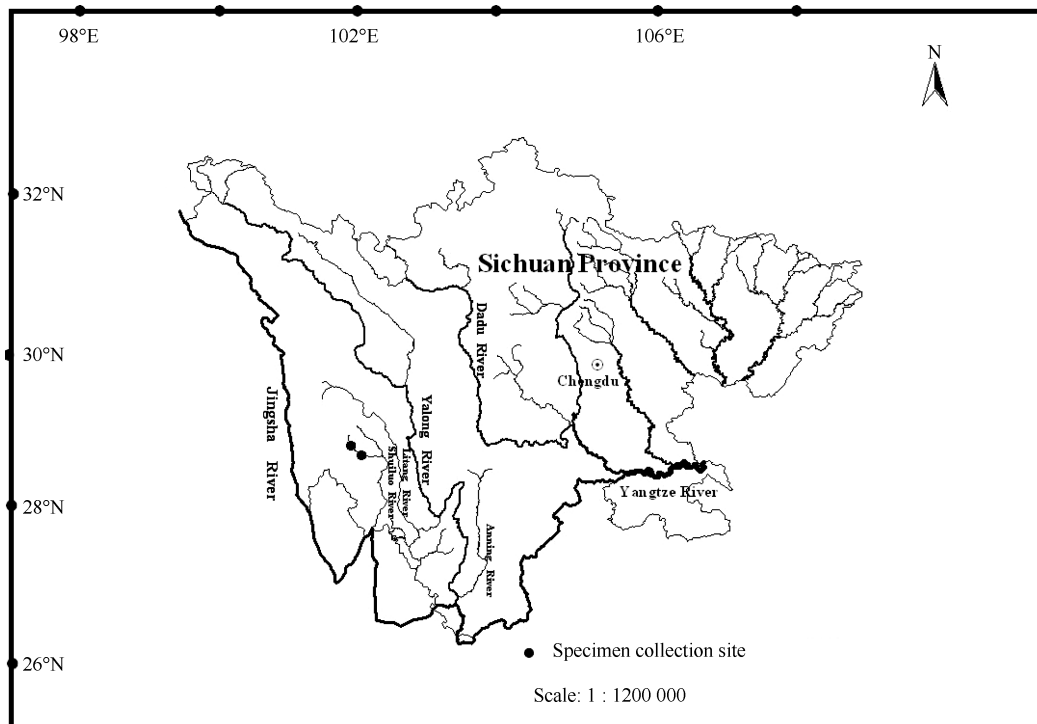 98°E
102°E
106°E
N
32°N
Sichuan Province
30°N
Dadu River
Chengdu
Jingsha River
Yalong River
Litang River
Shuiluo River
28°N
Yangtze River
Anning River
Specimen collection site
26°N
Scale: 1 : 1200 000